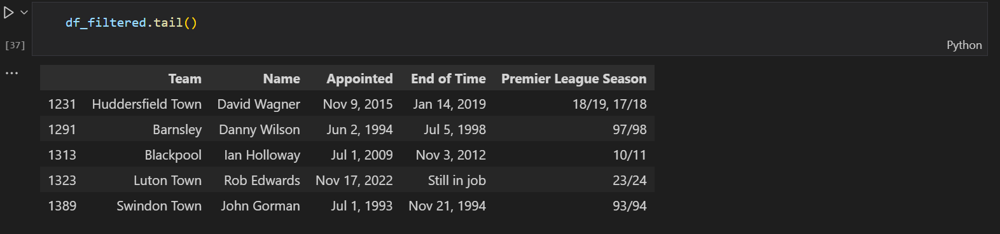 df_filtered.tail()
[37]
Python
Team Name Appointed End of Time Premier League Season
1231 Huddersfield Town David Wagner Nov 9, 2015 Jan 14, 2019 18/19, 17/18
1291 Barnsley Danny Wilson Jun 2, 1994 Jul 5, 1998 97/98
1313 Blackpool Ian Holloway Jul 1, 2009 Nov 3, 2012 10/11
1323 Luton Town Rob Edwards Nov 17, 2022 Still in job 23/24
1389 Swindon Town John Gorman Jul 1, 1993 Nov 21, 1994 93/94